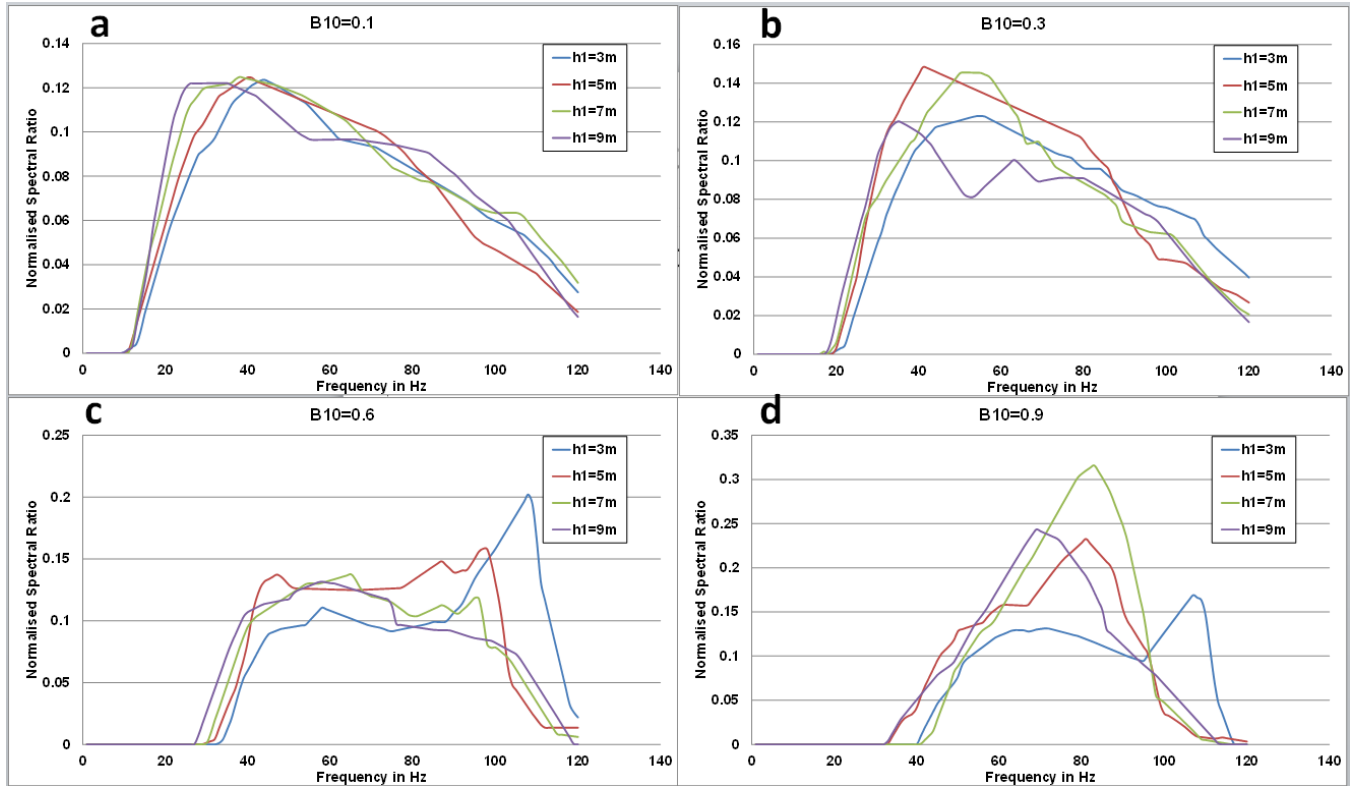 a
B10=0.1
0.14
0.12
0.1
0.08
0.06
0.04
0.02
0
Normalised Spectral Ratio
0 20 40 60 80 100 120 140
Frequency in Hz
h1=3m
h1=5m
h1=7m
h1=9m
b
B10=0.3
0.16
0.14
0.12
0.1
0.08
0.06
0.04
0.02
0
Normalised Spectral Ratio
0 20 40 60 80 100 120 140
Frequency in Hz
h1=3m
h1=5m
h1=7m
h1=9m
c
B10=0.6
0.25
0.2
0.15
0.1
0.05
0
Normalised Spectral Ratio
0 20 40 60 80 100 120 140
Frequency in Hz
h1=3m
h1=5m
h1=7m
h1=9m
d
B10=0.9
0.35
0.3
0.25
0.2
0.15
0.1
0.05
0
Normalised Spectral Ratio
0 20 40 60 80 100 120 140
Frequency in Hz
h1=3m
h1=5m
h1=7m
h1=9m